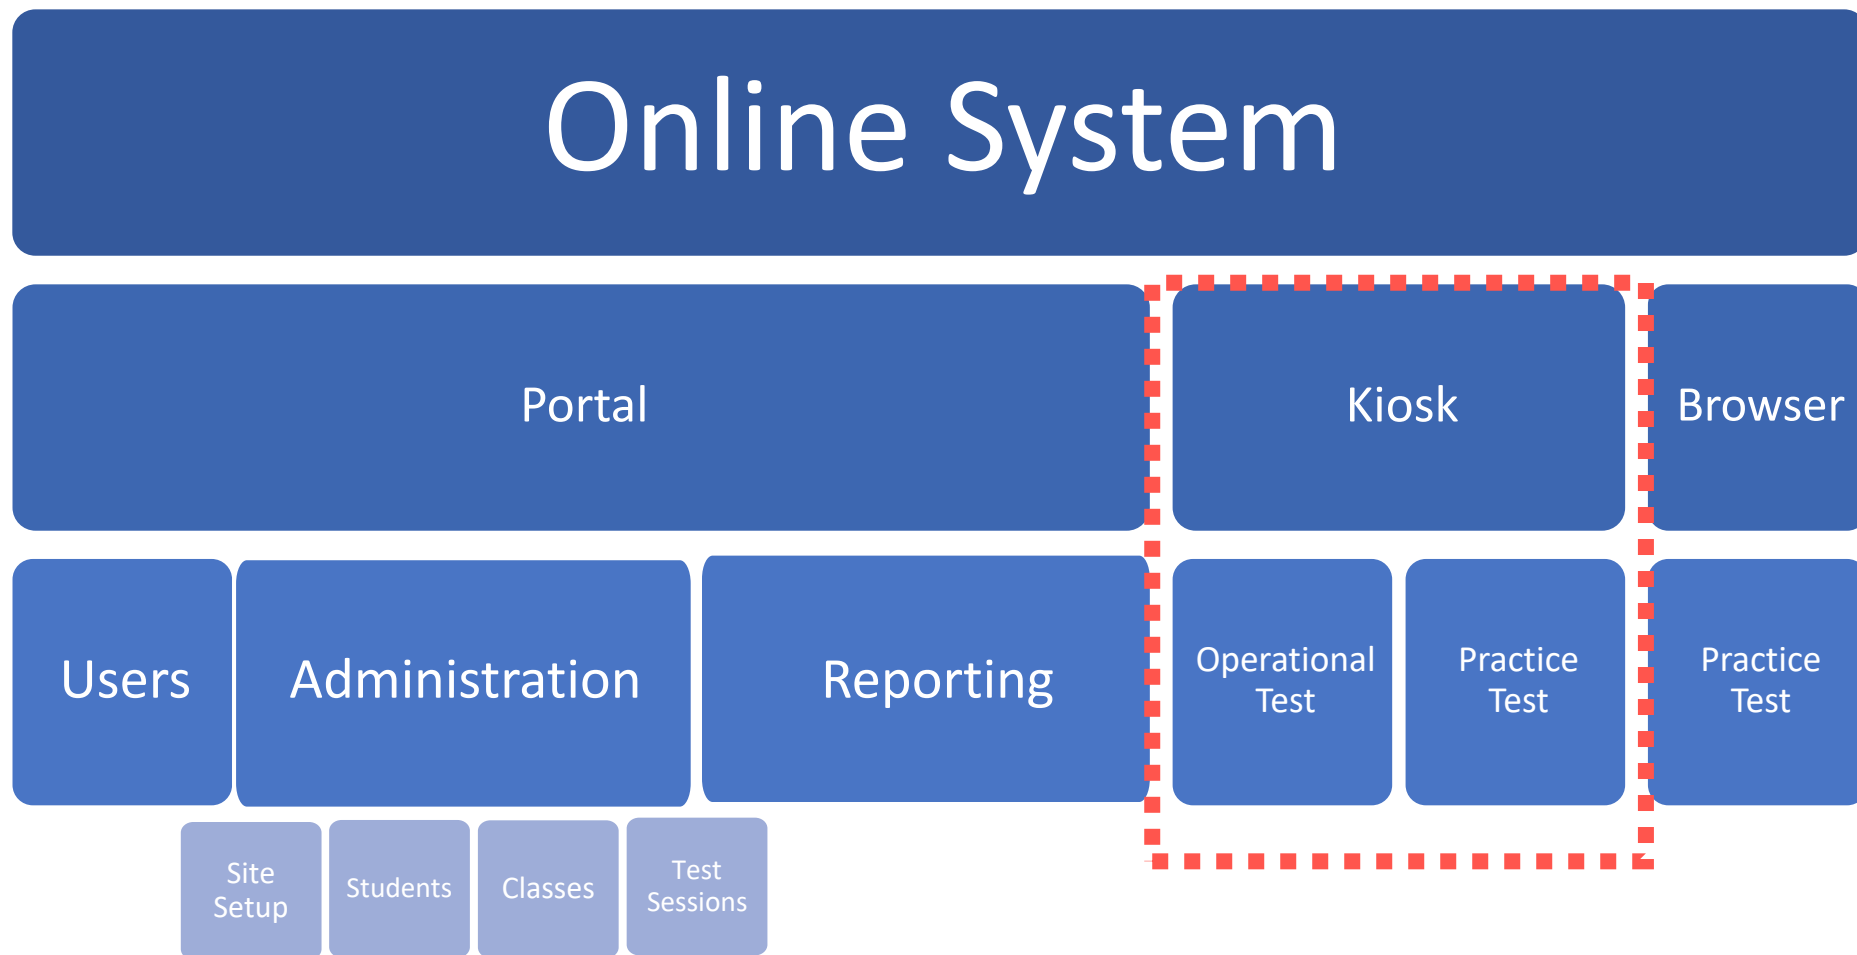 Online System
Portal
Kiosk
Browser
Users
Administration
Reporting
Operational
Test
Practice
Test
Practice
Test
Site
Setup
Students
Classes
Test
Sessions